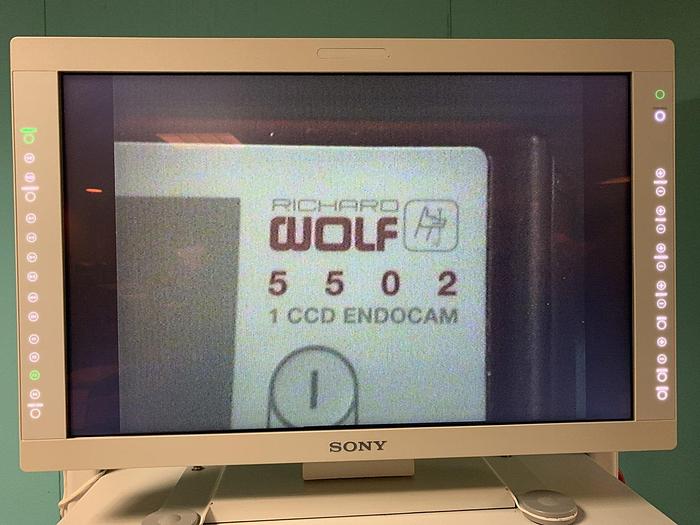 RICHARD
WOLF
5 5 0 2
1 CCD ENDOCAM
SONY